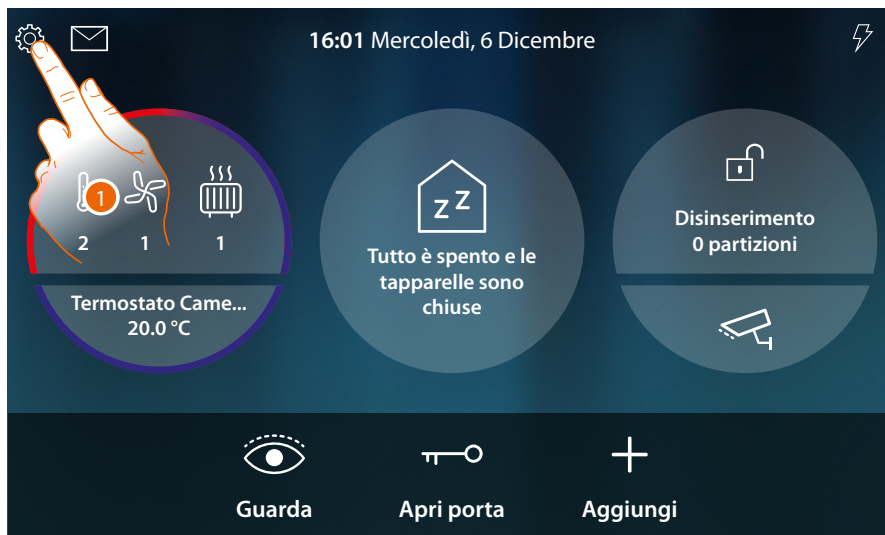 16:01 Mercoledì, 6 Dicembre
1
2 1 1
Termostato Came...
20.0 °C
z Z
Tutto è spento e le
tapparelle sono
chiuse
Disinserimento
0 partizioni
Guarda Apri porta Aggiungi